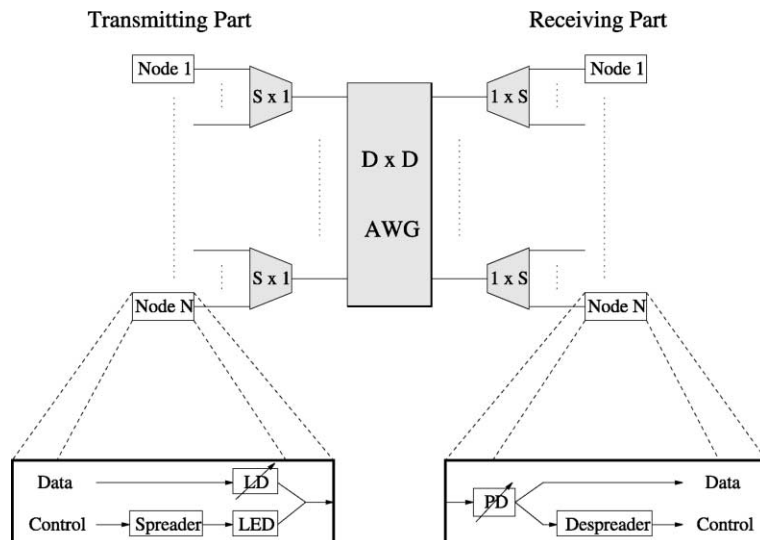 Transmitting Part
Receiving Part
Node 1
Node 1
S x 1
1 x S
D x D
AWG
S x 1
1 x S
Node N
Node N
Data
LD
Control
Spreader
LED
PD
Data
Despreader
Control